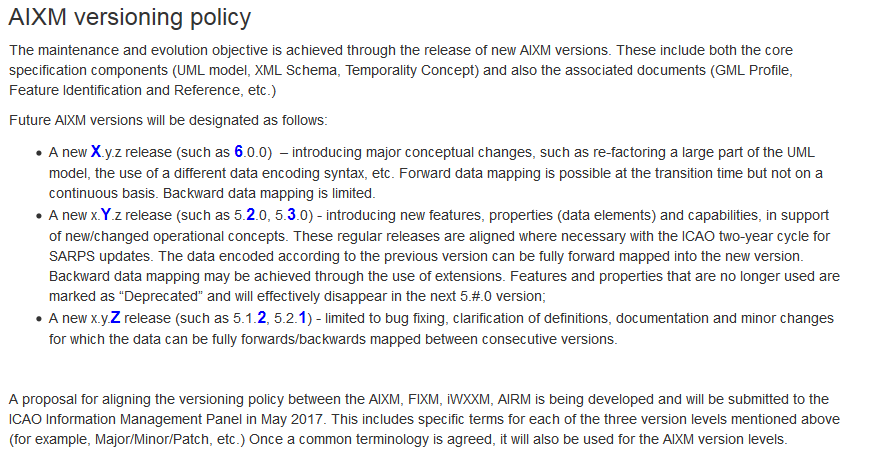 AIXM versioning policy
The maintenance and evolution objective is achieved through the release of new AIXM versions. These include both the core
specification components (UML model, XML Schema, Temporality Concept) and also the associated documents (GML Profile,
Feature Identification and Reference, etc.)
Future AIXM versions will be designated as follows:
• A new X.y.z release (such as 6.0.0) – introducing major conceptual changes, such as re-factoring a large part of the UML
model, the use of a different data encoding syntax, etc. Forward data mapping is possible at the transition time but not on a
continuous basis. Backward data mapping is limited.
• A new x.Y.z release (such as 5.2.0, 5.3.0) - introducing new features, properties (data elements) and capabilities, in support
of new/changed operational concepts. These regular releases are aligned where necessary with the ICAO two-year cycle for
SARPS updates. The data encoded according to the previous version can be fully forward mapped into the new version.
Backward data mapping may be achieved through the use of extensions. Features and properties that are no longer used are
marked as “Deprecated” and will effectively disappear in the next 5.#.0 version;
• A new x.y.Z release (such as 5.1.2, 5.2.1) - limited to bug fixing, clarification of definitions, documentation and minor changes
for which the data can be fully forwards/backwards mapped between consecutive versions.
A proposal for aligning the versioning policy between the AIXM, FIXM, iWXXM, AIRM is being developed and will be submitted to the
ICAO Information Management Panel in May 2017. This includes specific terms for each of the three version levels mentioned above
(for example, Major/Minor/Patch, etc.) Once a common terminology is agreed, it will also be used for the AIXM version levels.